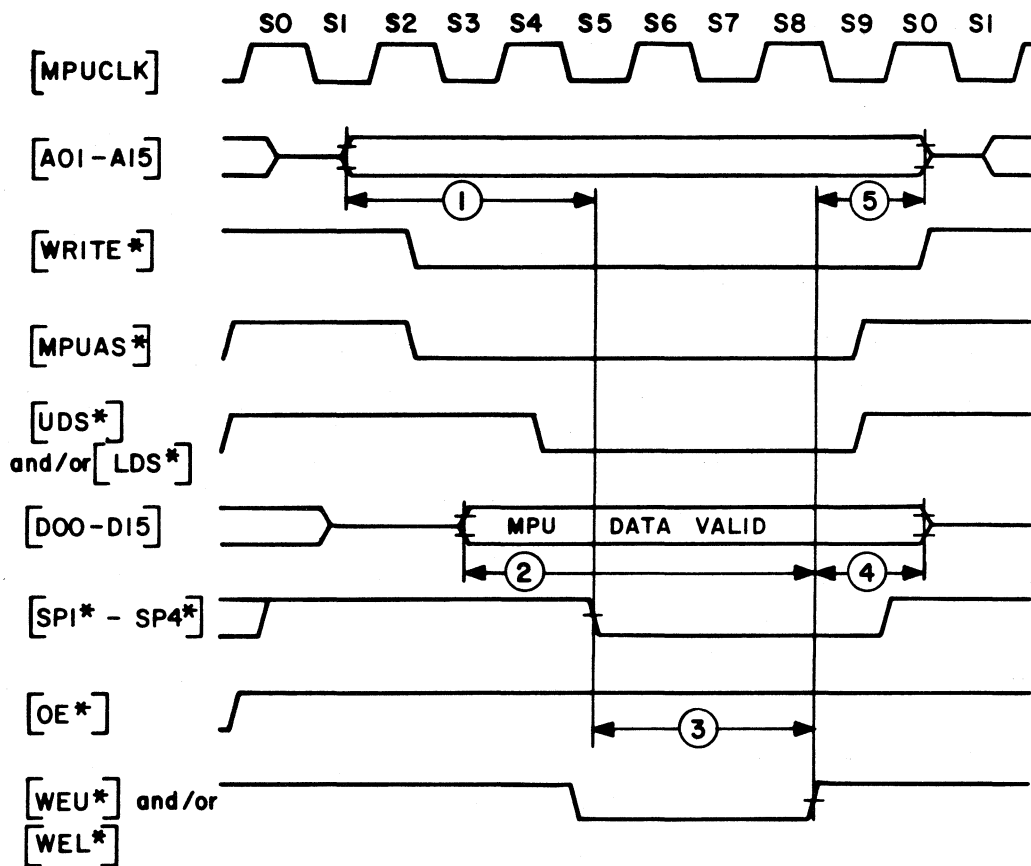 S0 S1 S2 S3 S4 S5 S6 S7 S8 S9 S0 S1
[MPUCLK]
[A01-A15]
1 5
[WRITE*]
[MPUAS*]
[UDS*]
and/or [LDS*]
[D00-D15] MPU DATA VALID
2 4
[SP1* - SP4*]
[OE*]
3
[WEU*] and/or
[WEL*]